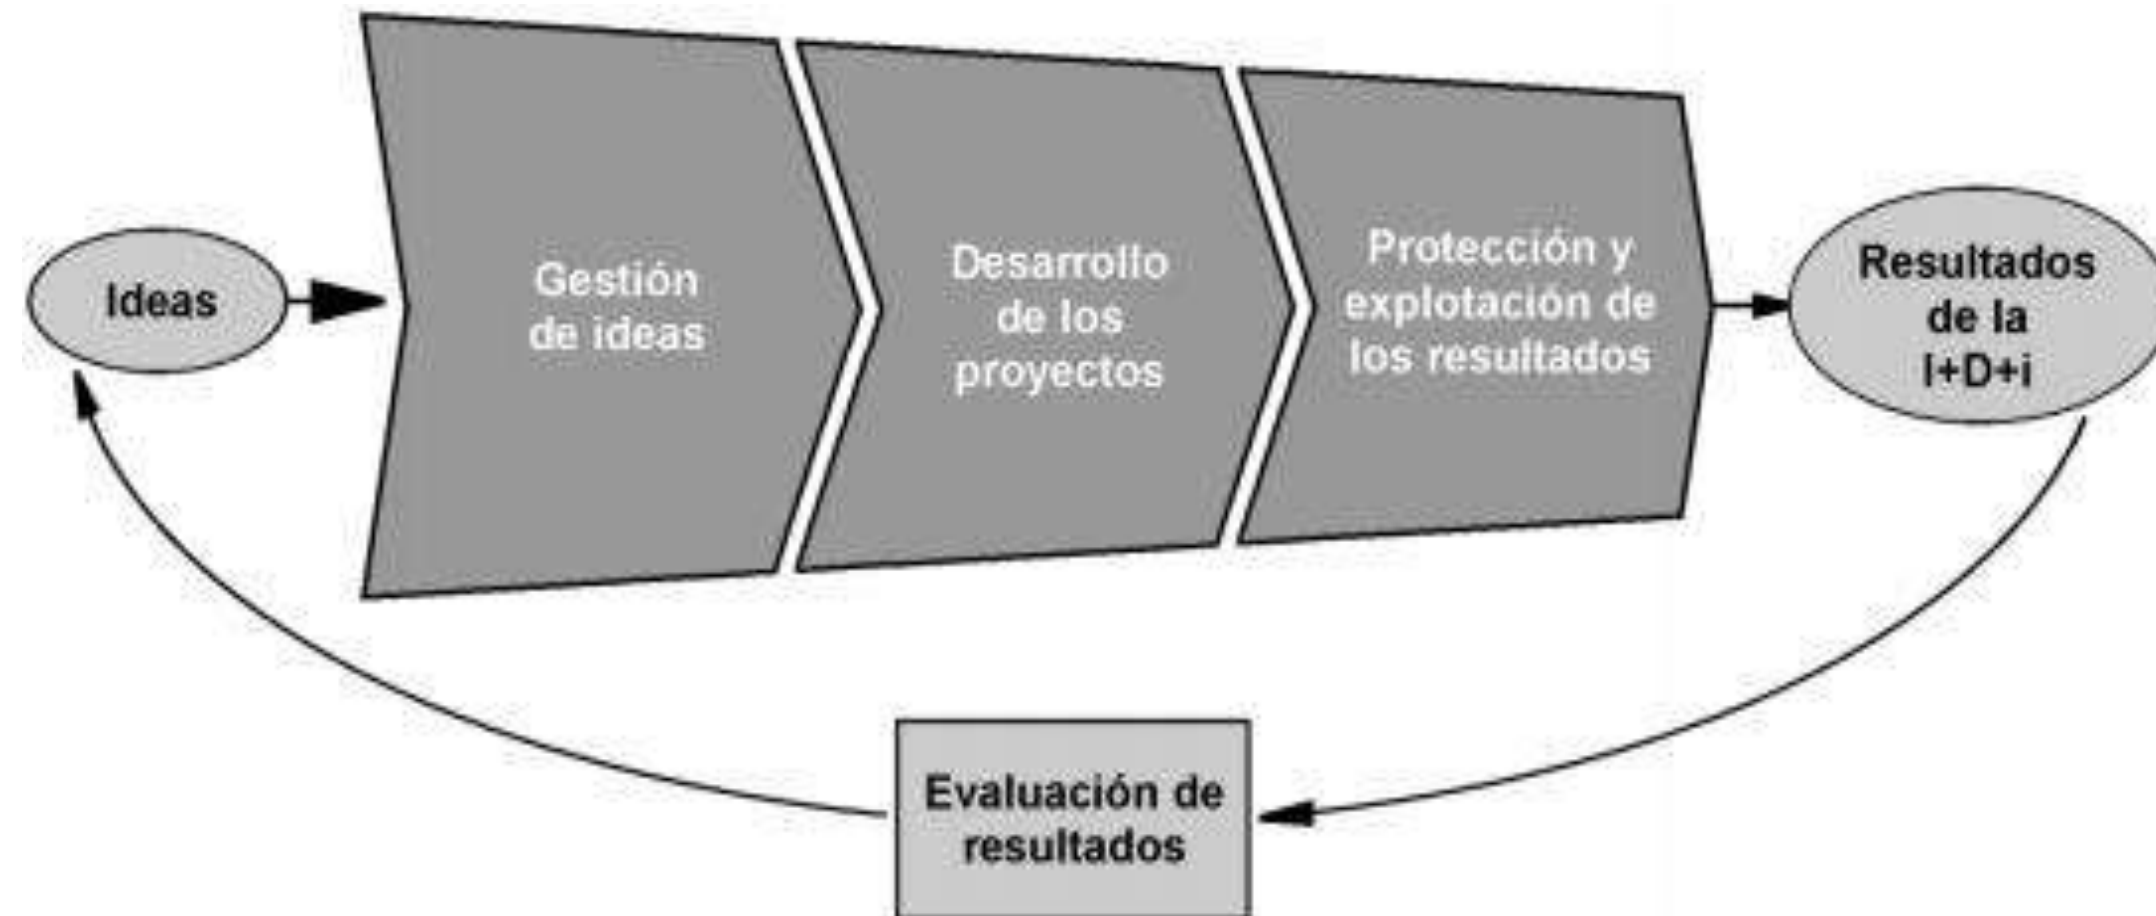 Ideas
Gestión
de ideas
Desarrollo
de los
proyectos
Protección y
explotación de
los resultados
Resultados
de la
I+D+i
Evaluación de
resultados